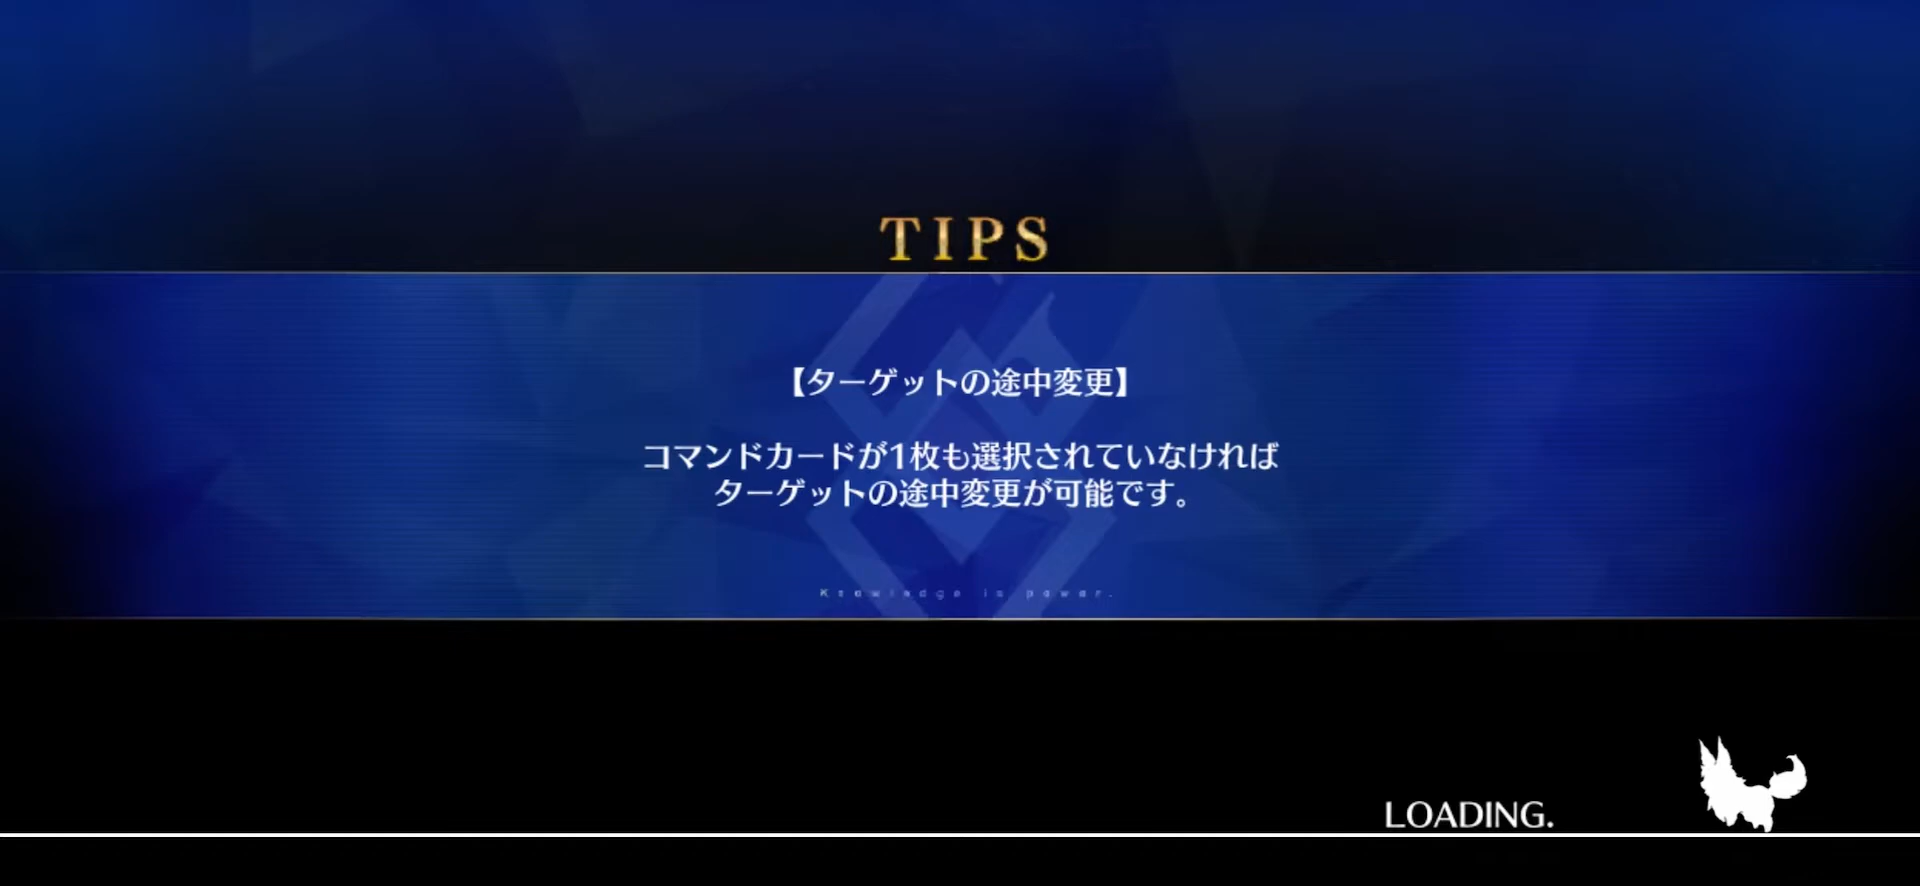 TIPS
【ターゲットの途中変更】
コマンドカードが1枚も選択されていなければ
ターゲットの途中変更が可能です。
Knowledge is power.
LOADING.